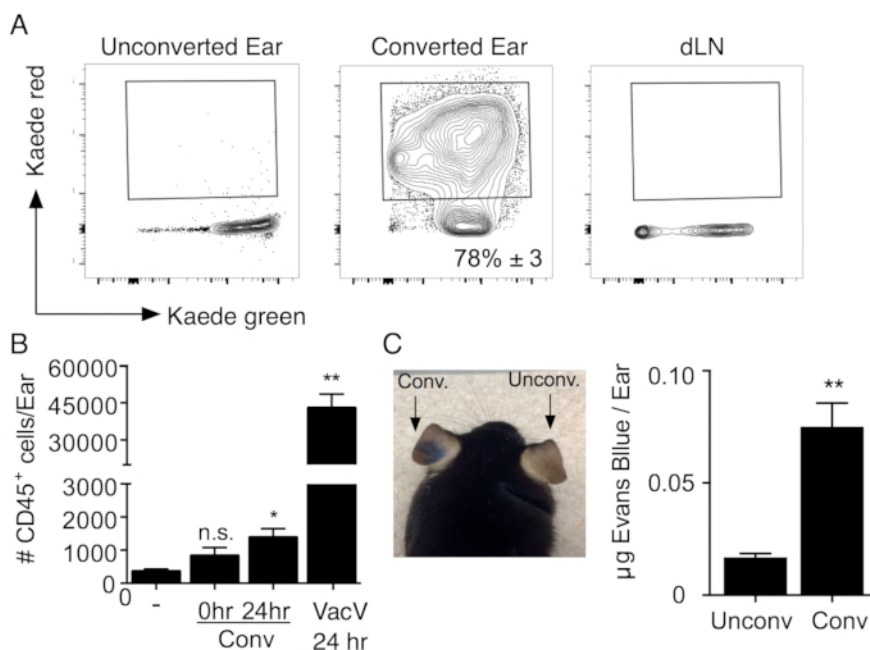 A
Unconverted Ear
Converted Ear
dLN
Kaede red
78% ± 3
Kaede green
B
# CD45+ cells/Ear
60000
45000
30000
3000
2000
1000
0
n.s.
*
**
-
0hr 24hr
VacV
Conv
24 hr
C
Conv.
Unconv.
µg Evans Bllue / Ear
0.10
0.05
0
**
Unconv
Conv